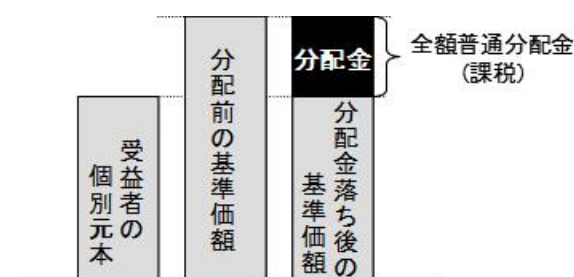 受益者の
個別元本
分配前の基準価額
分配金
分配金落ち後の
基準価額
全額普通分配金
(課税)